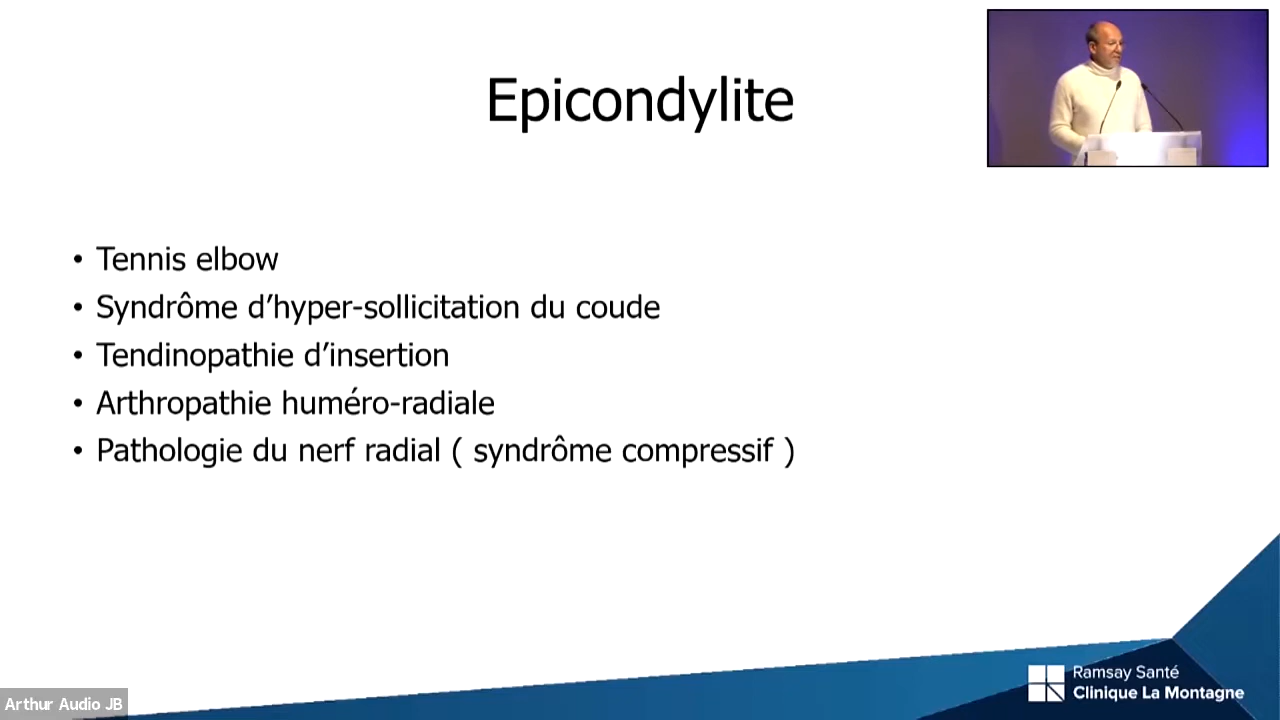 Epicondylite
• Tennis elbow
• Syndrôme d’hyper-sollicitation du coude
• Tendinopathie d’insertion
• Arthropathie huméro-radiale
• Pathologie du nerf radial ( syndrôme compressif )
Ramsay Santé
Clinique La Montagne
Arthur Audio JB